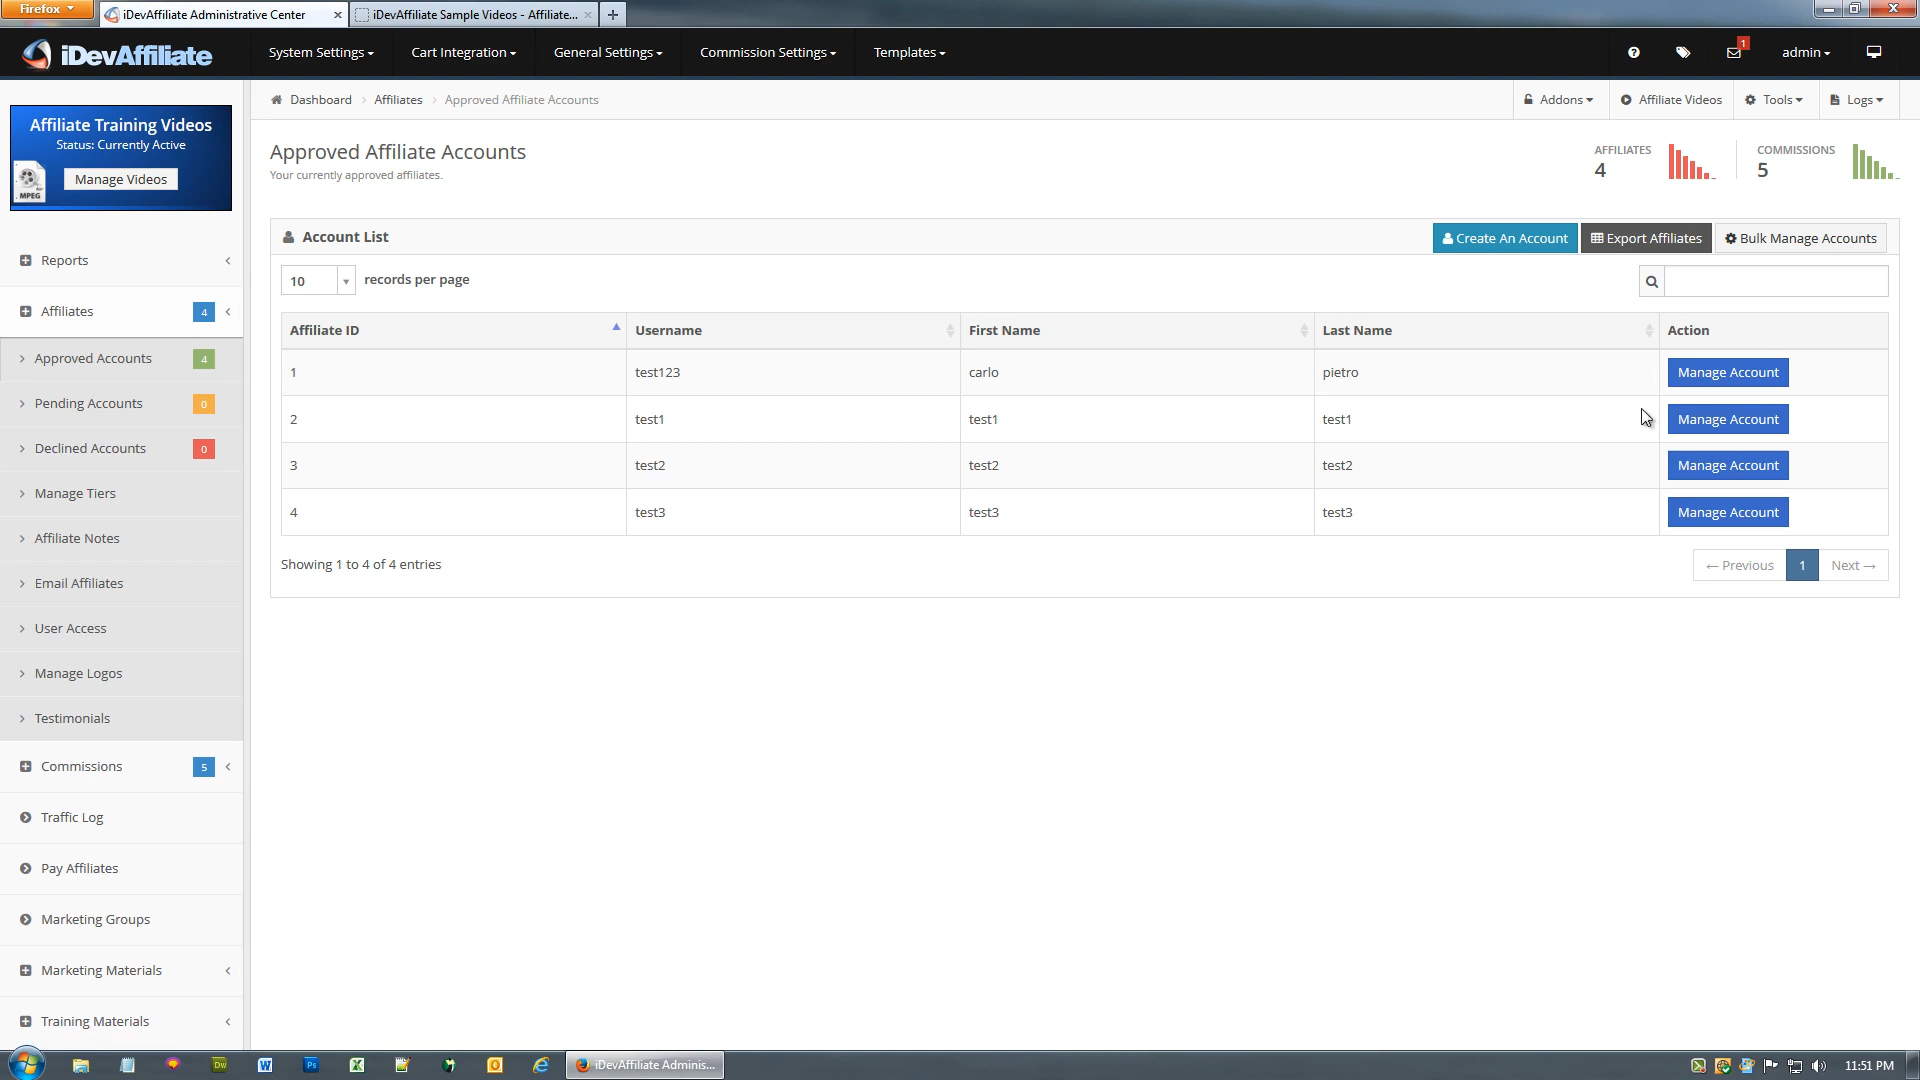 Firefox
iDevAffiliate Administrative Center
iDevAffiliate Sample Videos - Affiliate...
iDevAffiliate
System Settings
Cart Integration
General Settings
Commission Settings
Templates
1
admin
Dashboard
Affiliates
Approved Affiliate Accounts
Addons
Affiliate Videos
Tools
Logs
Affiliate Training Videos
Status: Currently Active
Manage Videos
MPEG
Approved Affiliate Accounts
Your currently approved affiliates.
AFFILIATES
4
COMMISSIONS
5
Reports
Affiliates 4
Approved Accounts 4
Pending Accounts 0
Declined Accounts 0
Manage Tiers
Affiliate Notes
Email Affiliates
User Access
Manage Logos
Testimonials
Commissions 5
Traffic Log
Pay Affiliates
Marketing Groups
Marketing Materials
Training Materials
Account List
Create An Account
Export Affiliates
Bulk Manage Accounts
10 records per page
Affiliate ID Username First Name Last Name Action
1 test123 carlo pietro Manage Account
2 test1 test1 test1 Manage Account
3 test2 test2 test2 Manage Account
4 test3 test3 test3 Manage Account
Showing 1 to 4 of 4 entries
← Previous 1 Next →
Dw
W
Ps
X
O
iDevAffiliate Adminis...
11:51 PM